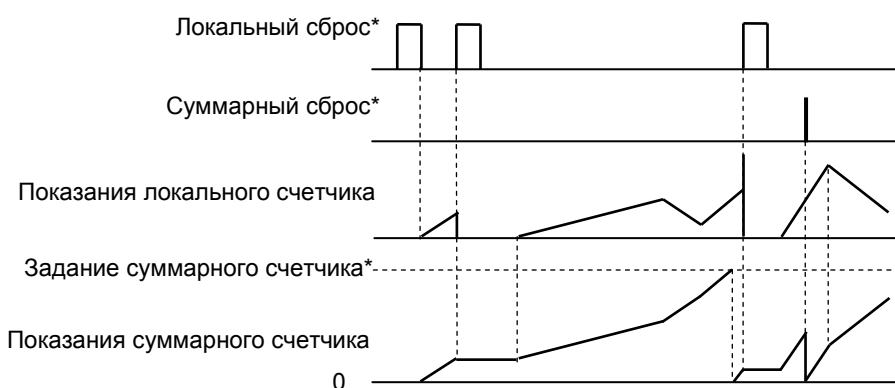 Локальный сброс*
Суммарный сброс*
Показания локального счетчика
Задание суммарного счетчика*
Показания суммарного счетчика
0